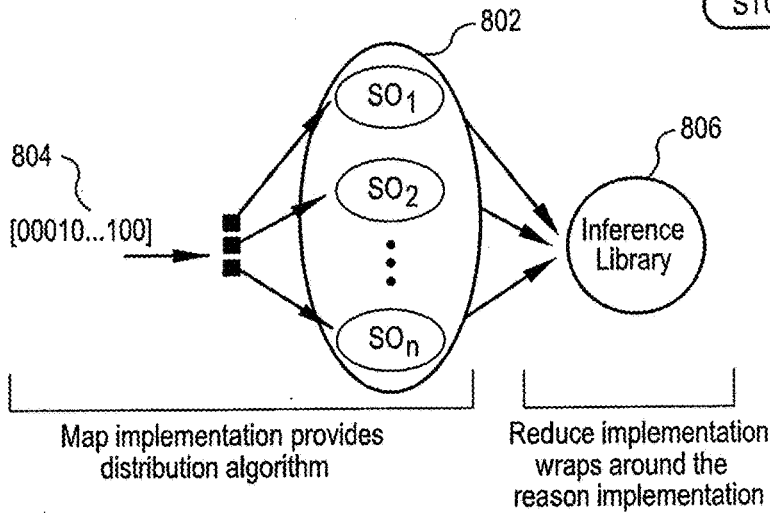 802
804
806
[00010...100]
SO1
SO2
SOn
Inference
Library
Map implementation provides
distribution algorithm
Reduce implementation
wraps around the
reason implementation